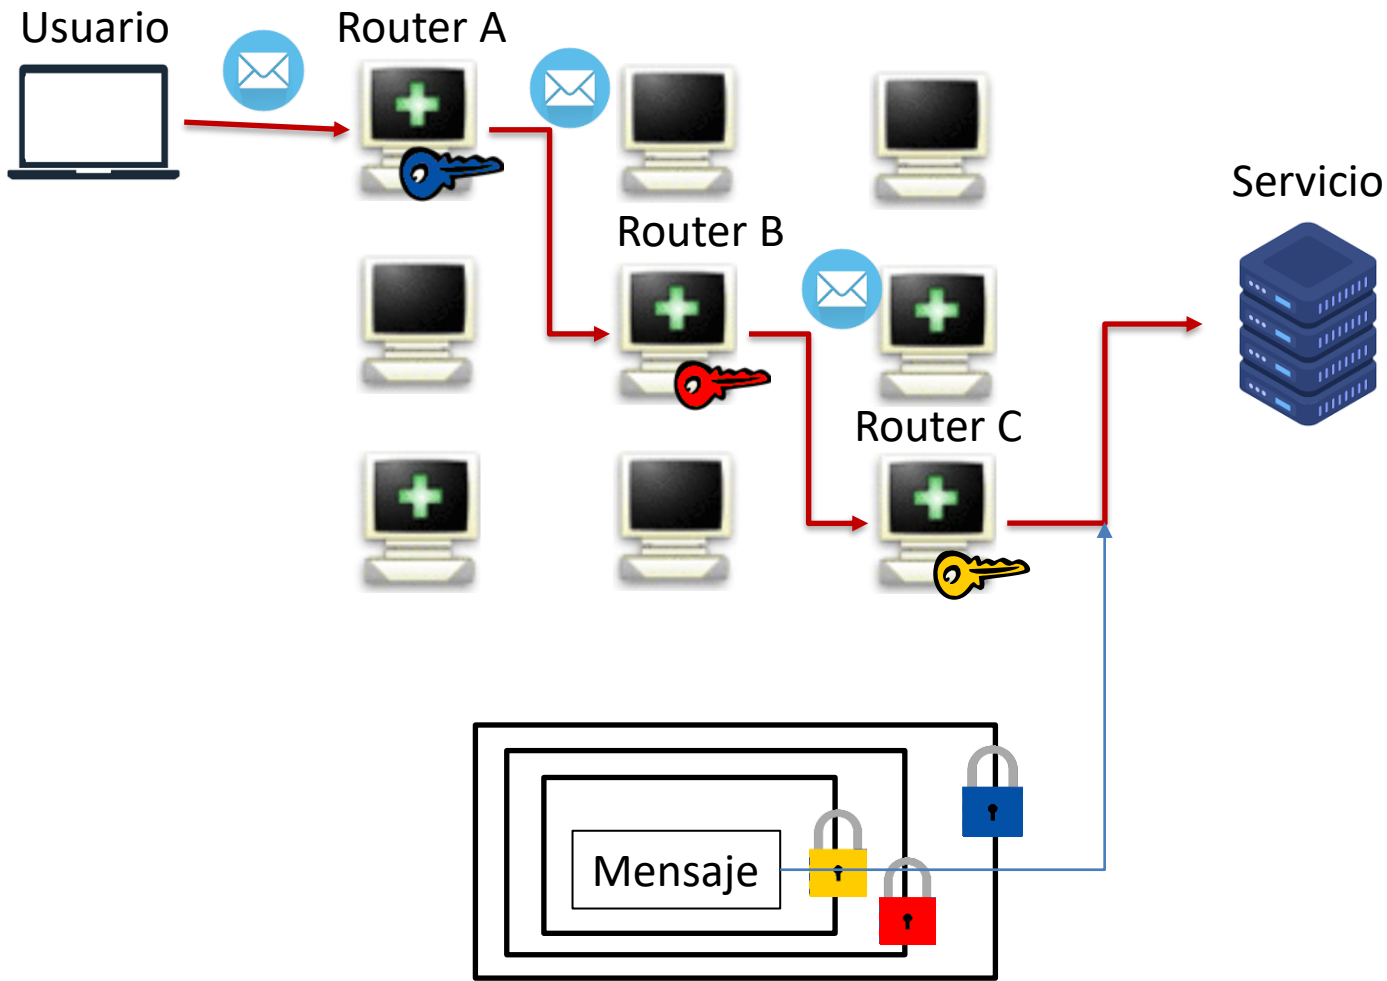 Usuario
Router A
Servicio
Router B
Router C
Mensaje